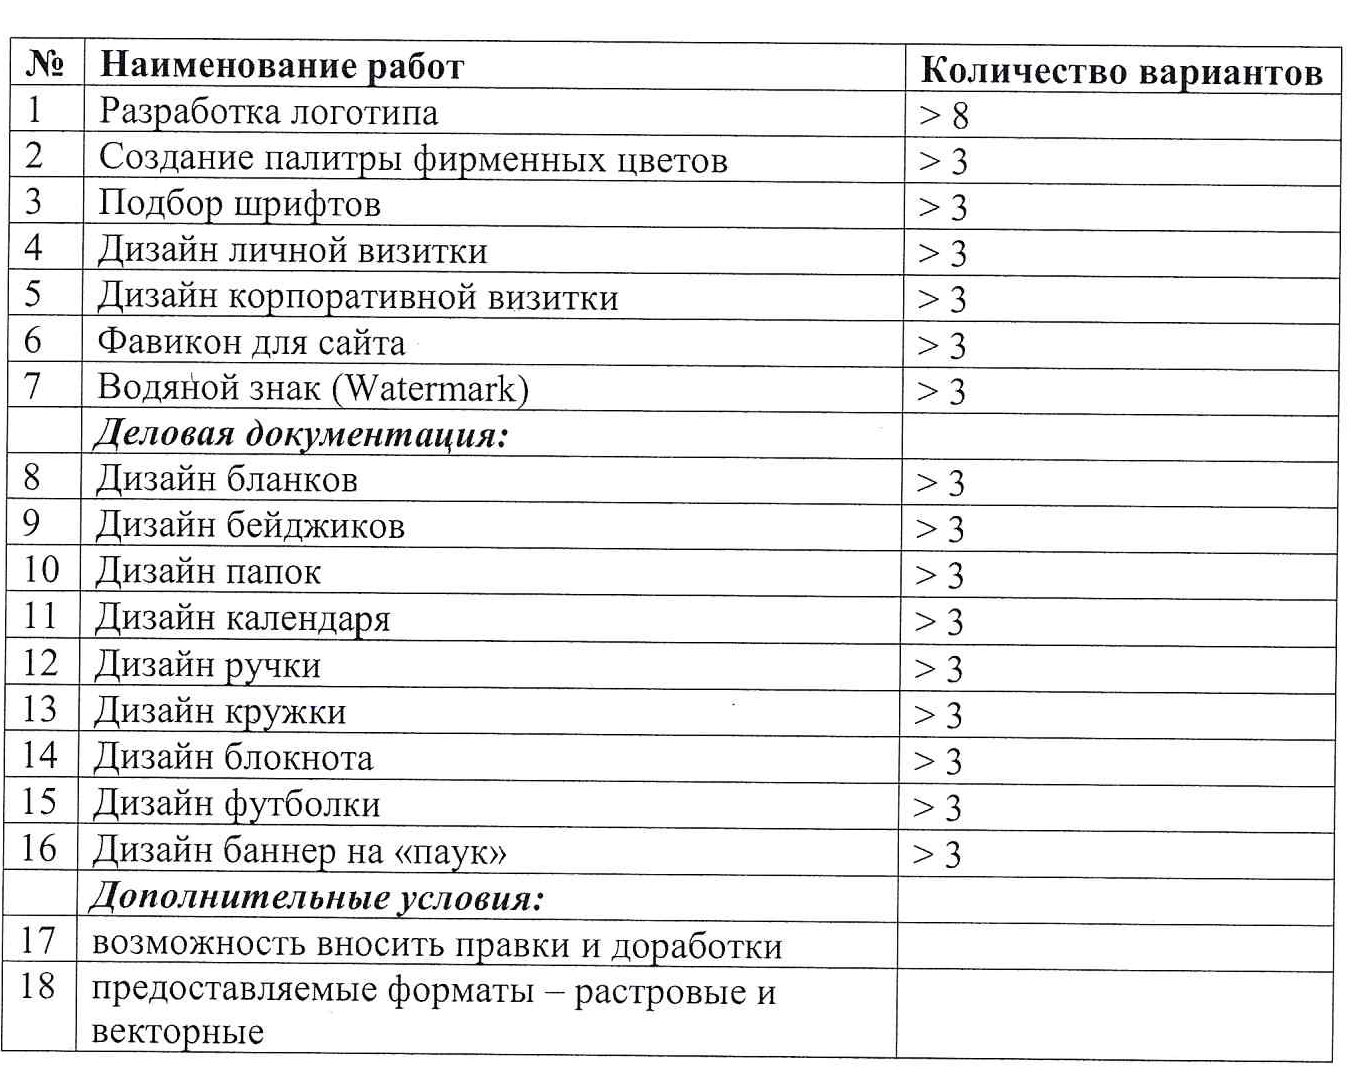 № Наименование работ Количество вариантов
1 Разработка логотипа > 8
2 Создание палитры фирменных цветов > 3
3 Подбор шрифтов > 3
4 Дизайн личной визитки > 3
5 Дизайн корпоративной визитки > 3
6 Фавикон для сайта > 3
7 Водяной знак (Watermark) > 3
Деловая документация:
8 Дизайн бланков > 3
9 Дизайн бейджиков > 3
10 Дизайн папок > 3
11 Дизайн календаря > 3
12 Дизайн ручки > 3
13 Дизайн кружки > 3
14 Дизайн блокнота > 3
15 Дизайн футболки > 3
16 Дизайн баннер на «паук» > 3
Дополнительные условия:
17 возможность вносить правки и доработки
18 предоставляемые форматы – растровые и
векторные